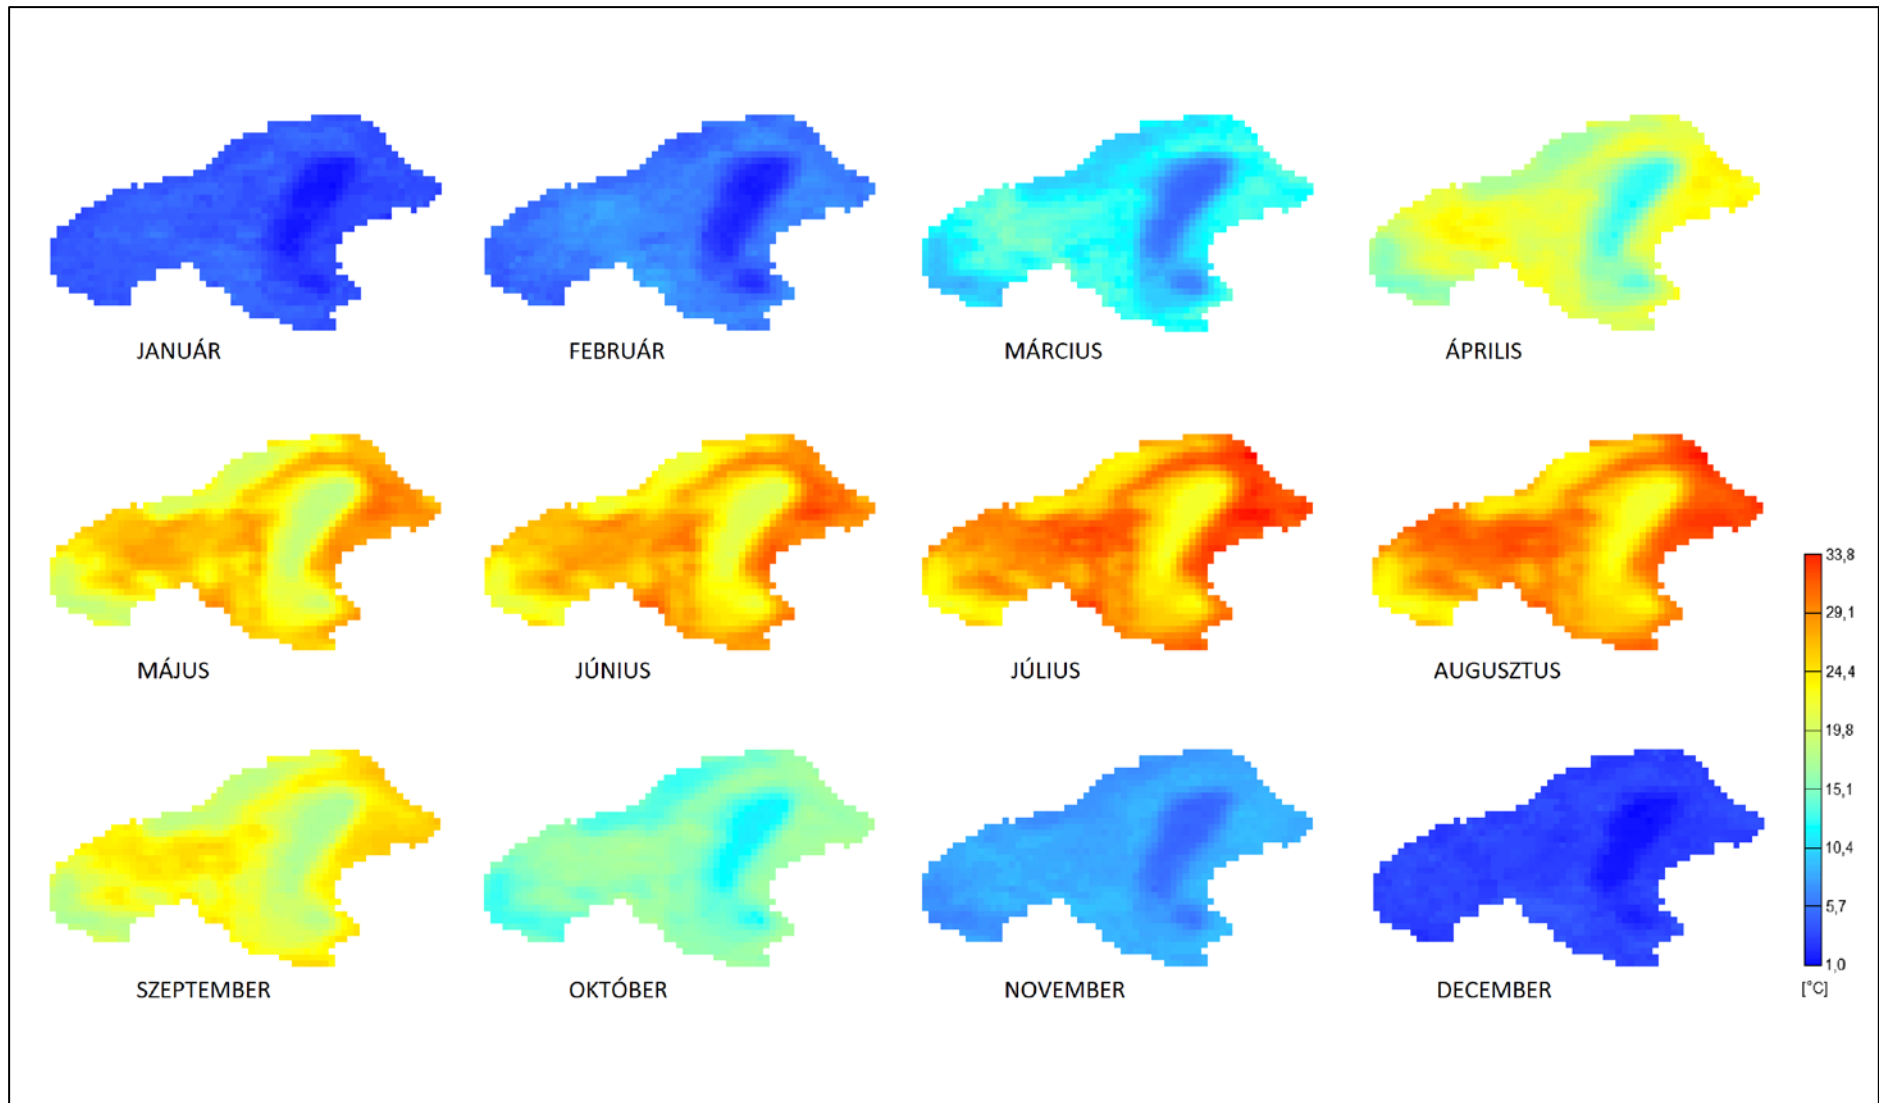 JANUÁR
FEBRUÁR
MÁRCIUS
ÁPRILIS
MÁJUS
JÚNIUS
JÚLIUS
AUGUSZTUS
33,8
29,1
24,4
19,8
15,1
10,4
5,7
1,0
[°C]
SZEPTEMBER
OKTÓBER
NOVEMBER
DECEMBER